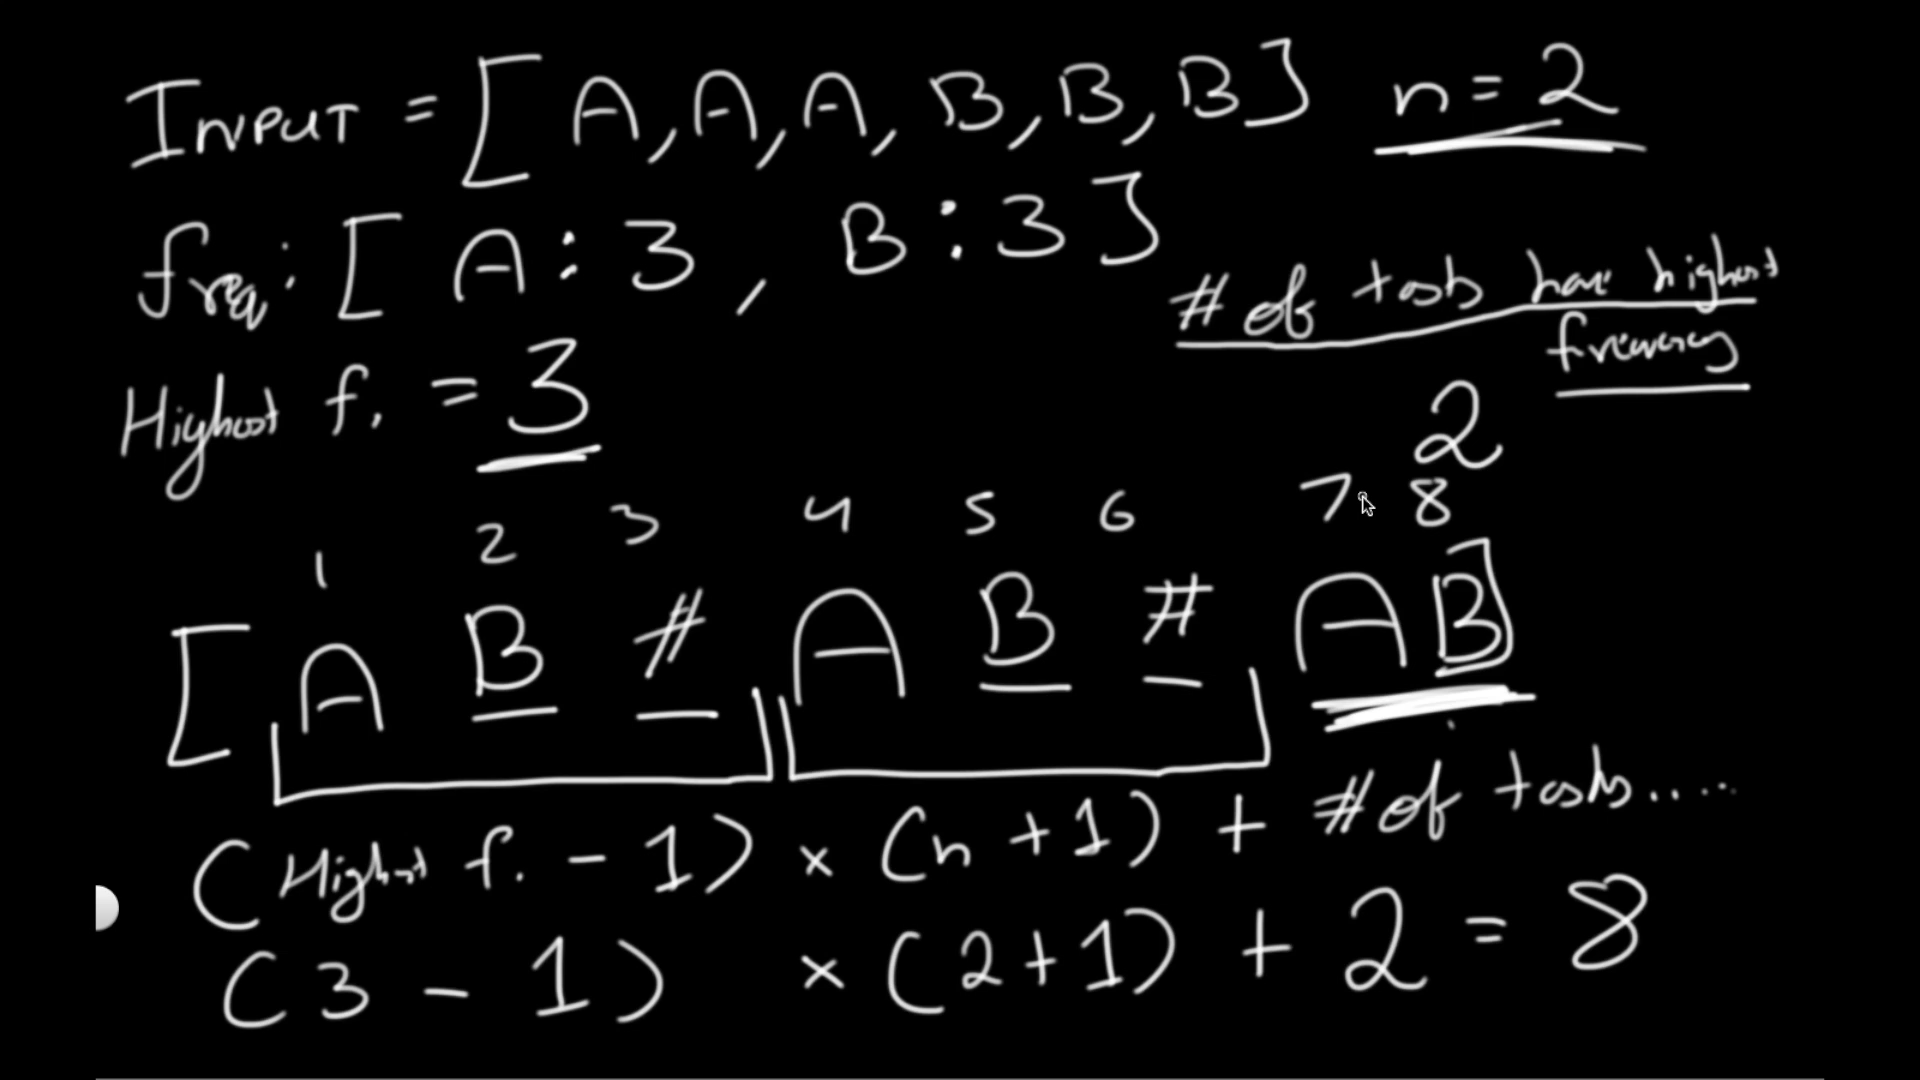 INPUT = [ A, A, A, B, B, B ] n = 2
freq: [ A : 3 , B : 3 ]
# of tasks have highest
frequency
Highest f. = 3
2
1 2 3 4 5 6 7 8
[ A B # A B # A B ]
(Highest f. - 1) x (n + 1) + # of tasks.....
(3 - 1) x (2 + 1) + 2 = 8